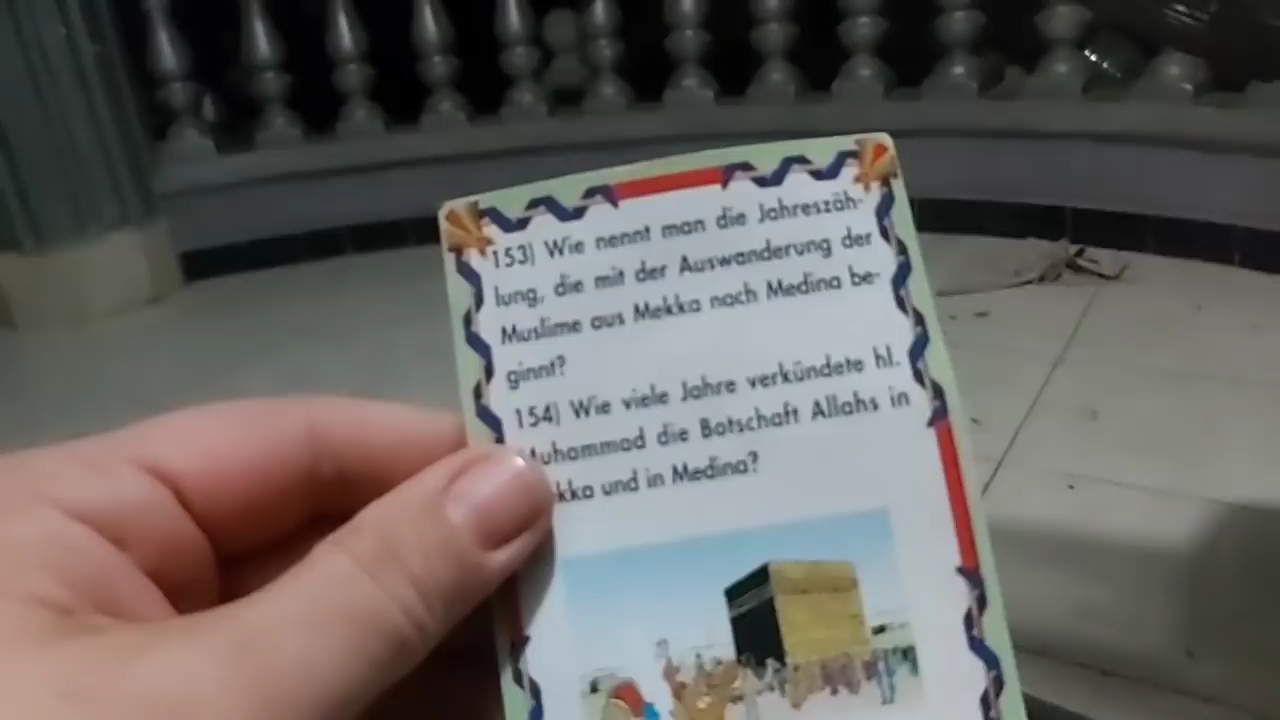 153) Wie nennt man die Jahreszäh-
lung, die mit der Auswanderung der
Muslime aus Mekka nach Medina be-
ginnt?
154) Wie viele Jahre verkündete hl.
Muhammad die Botschaft Allahs in
kka und in Medina?